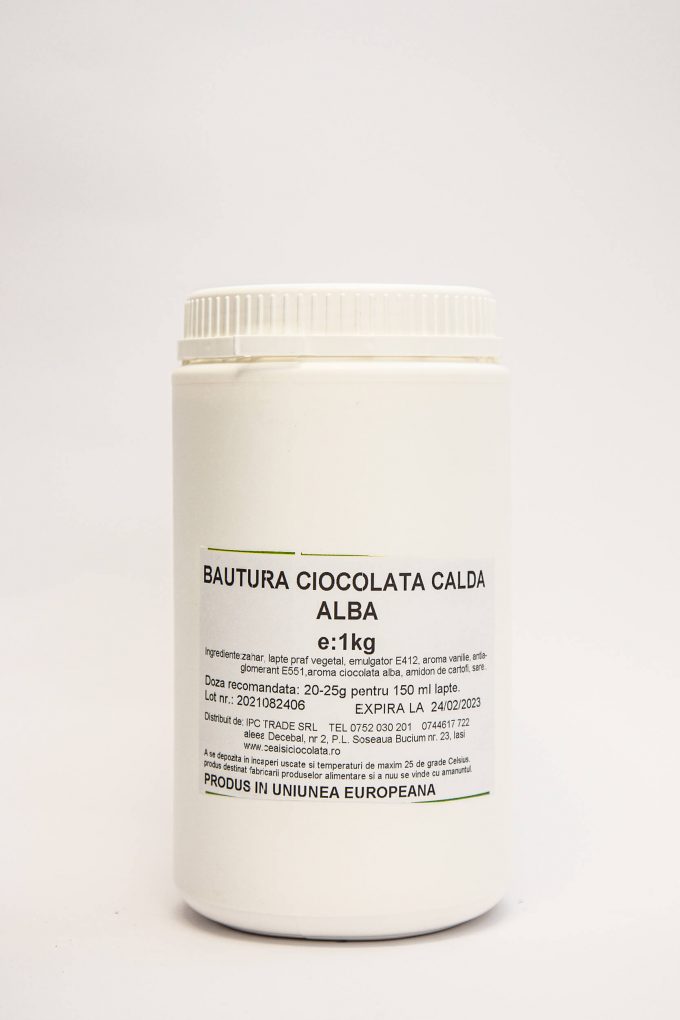 BAUTURA CIOCOLATA CALDA
ALBA
e:1kg
Ingrediente:zahar, lapte praf vegetal, emulgator E412, aroma vanilie, antia-
glomerant E551,aroma ciocolata alba, amidon de cartofi, sare.
Doza recomandata: 20-25g pentru 150 ml lapte.
Lot nr.: 2021082406 EXPIRA LA 24/02/2023
Distribuit de: IPC TRADE SRL TEL 0752 030 201 0744617 722
aleea Decebal, nr 2, P.L. Soseaua Bucium nr. 23, Iasi
www.ceaisiciocolata.ro
A se depozita in incaperi uscate si temperaturi de maxim 25 de grade Celsius.
produs destinat fabricarii produselor alimentare si a nuu se vinde cu amanuntul.
PRODUS IN UNIUNEA EUROPEANA